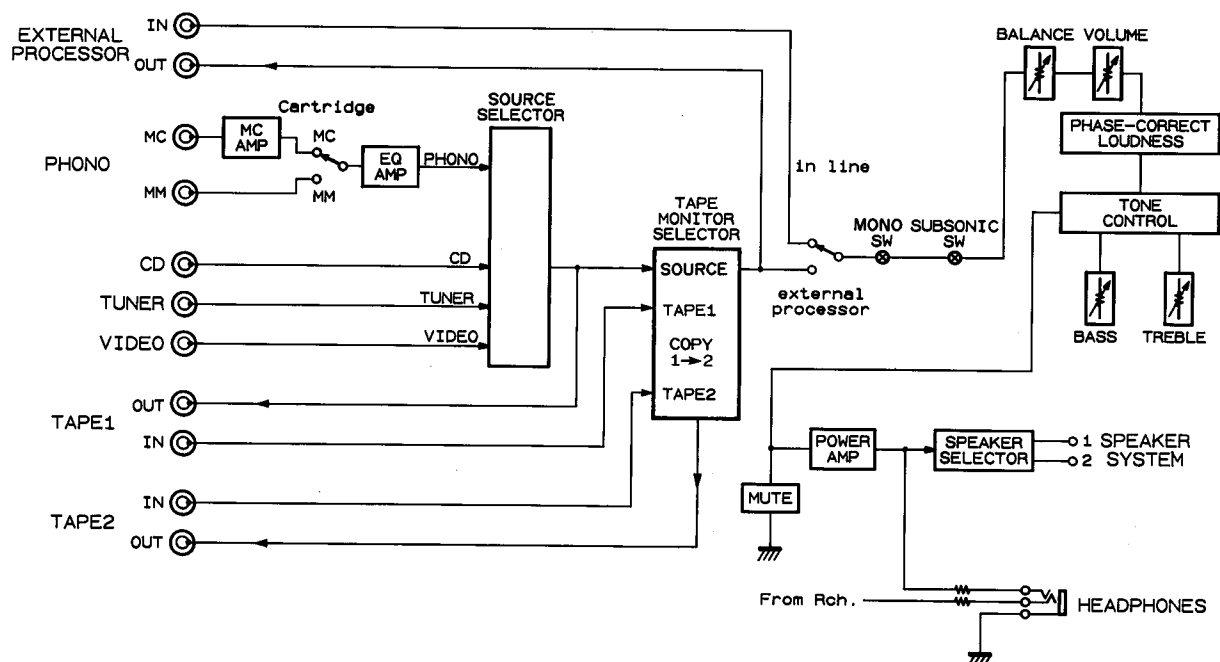 EXTERNAL
PROCESSOR
IN
OUT
BALANCE VOLUME
PHASE-CORRECT
LOUDNESS
TONE
CONTROL
BASS
TREBLE
Cartridge
PHONO
MC
MC
AMP
MC
MM
MM
EQ
AMP
PHONO
SOURCE
SELECTOR
CD
CD
TUNER
TUNER
VIDEO
VIDEO
TAPE
MONITOR
SELECTOR
SOURCE
TAPE1
COPY
1→2
TAPE2
in line
external
processor
MONO SUBSONIC
SW SW
TAPE1
OUT
IN
TAPE2
IN
OUT
POWER
AMP
MUTE
SPEAKER
SELECTOR
1 SPEAKER
2 SYSTEM
From Rch.
HEADPHONES